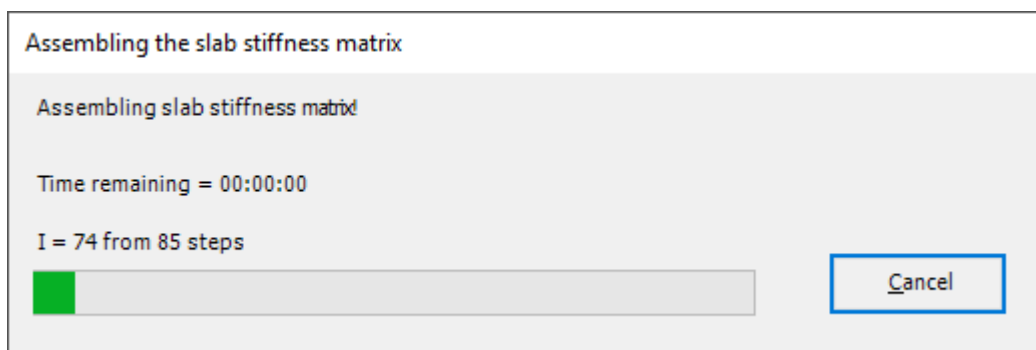 Assembling the slab stiffness matrix
Assembling slab stiffness matrix!
Time remaining = 00:00:00
I = 74 from 85 steps
Cancel